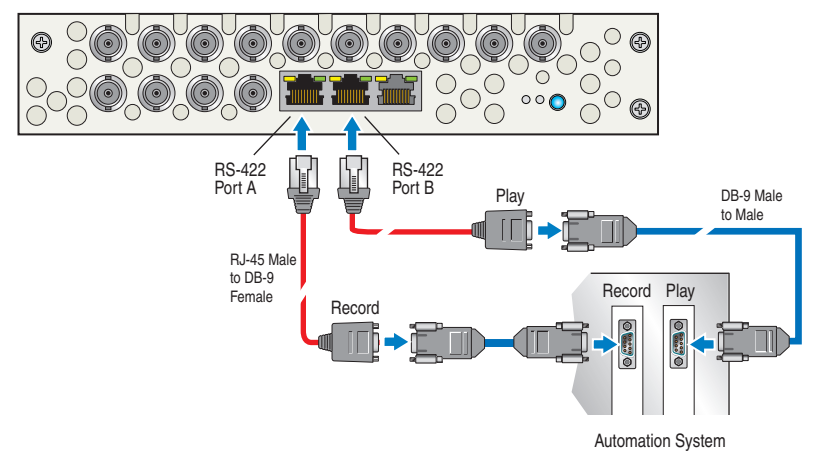 RS-422
Port A
RS-422
Port B
Play
DB-9 Male
to Male
RJ-45 Male
to DB-9
Female
Record
Record
Play
Automation System